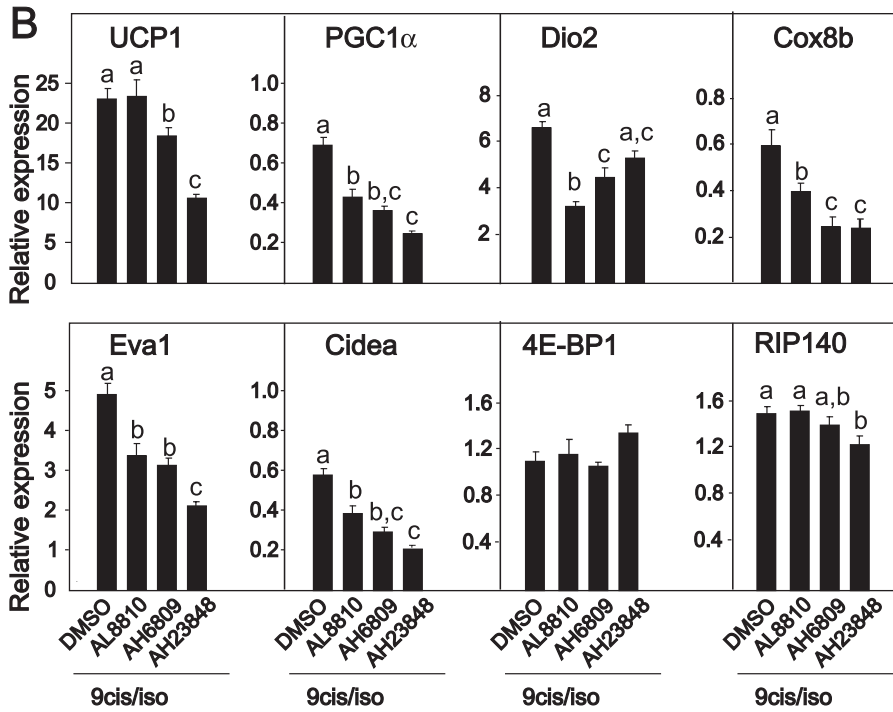 B
UCP1 PGC1α Dio2 Cox8b
Relative expression
25
20
15
10
5
0
a a b c
1.0
0.8
0.6
0.4
0.2
a b b,c c
8
6
4
2
a b c a,c
0.8
0.6
0.4
0.2
a b c c
Eva1 Cidea 4E-BP1 RIP140
Relative expression
5
4
3
2
1
0
a b b c
1.0
0.8
0.6
0.4
0.2
a b b,c c
1.6
1.2
0.8
0.4
1.6
1.2
0.8
0.4
a a a,b b
DMSO AL8810 AH6809 AH23848 DMSO AL8810 AH6809 AH23848 DMSO AL8810 AH6809 AH23848 DMSO AL8810 AH6809 AH23848
9cis/iso 9cis/iso 9cis/iso 9cis/iso